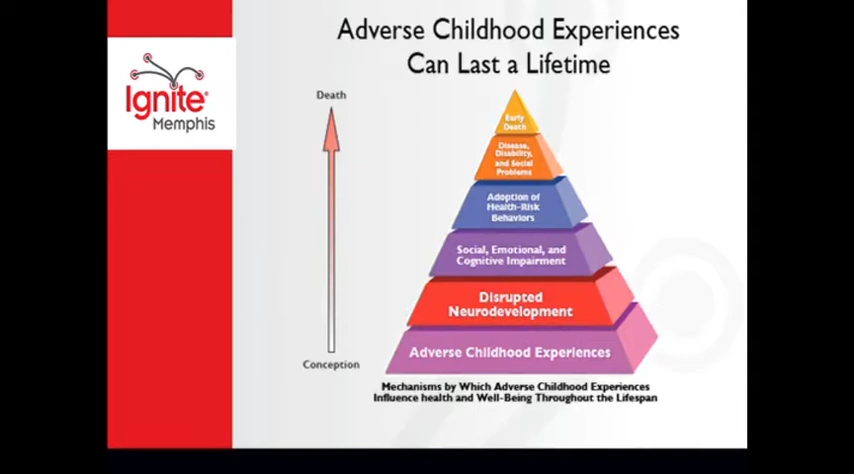 Adverse Childhood Experiences
Can Last a Lifetime
Ignite®
Memphis
Death
Conception
Early
Death
Disease,
Disability,
and Social
Problems
Adoption of
Health-Risk
Behaviors
Social, Emotional, and
Cognitive Impairment
Disrupted
Neurodevelopment
Adverse Childhood Experiences
Mechanisms by Which Adverse Childhood Experiences
Influence health and Well-Being Throughout the Lifespan